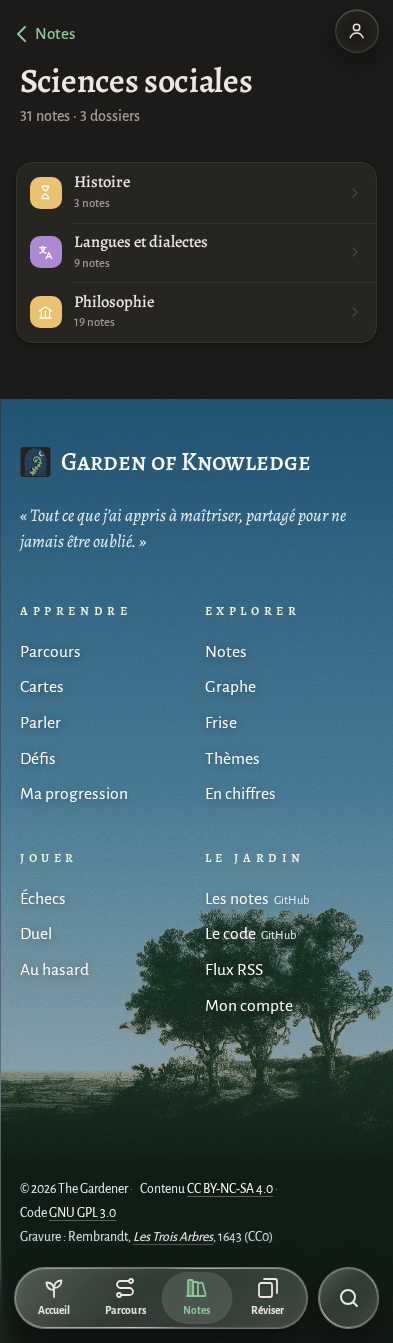 Notes
Sciences sociales
31 notes · 3 dossiers
Histoire
3 notes
Langues et dialectes
9 notes
Philosophie
19 notes
Garden of Knowledge
« Tout ce que j'ai appris à maîtriser, partagé pour ne
jamais être oublié. »
APPRENDRE
Parcours
Cartes
Parler
Défis
Ma progression
EXPLORER
Notes
Graphe
Frise
Thèmes
En chiffres
JOUER
Échecs
Duel
Au hasard
LE JARDIN
Les notes GitHub
Le code GitHub
Flux RSS
Mon compte
© 2026 The Gardener · Contenu CC BY-NC-SA 4.0 ·
Code GNU GPL 3.0
Gravure : Rembrandt, Les Trois Arbres, 1643 (CC0)
Accueil
Parcours
Notes
Réviser